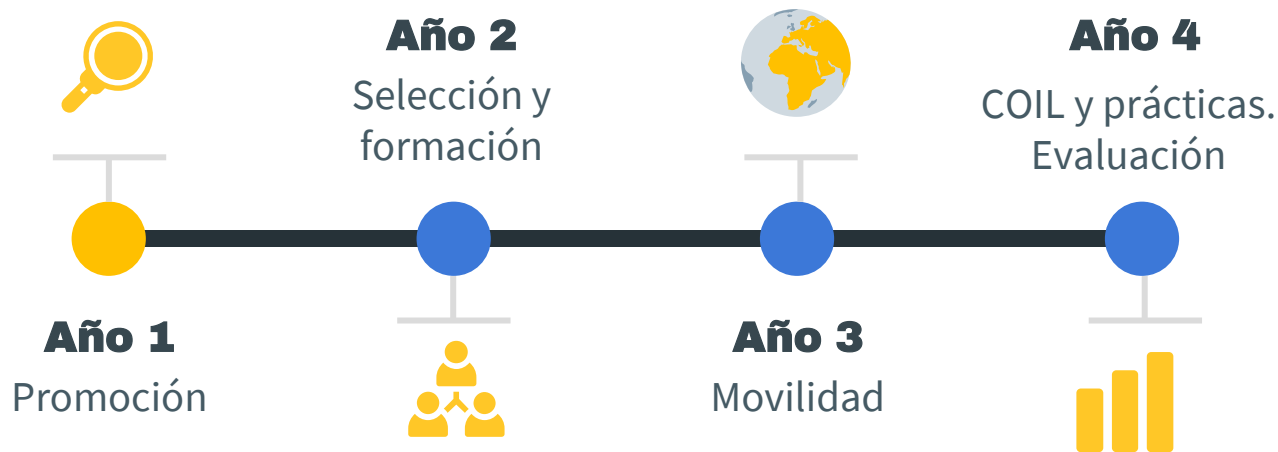 Año 1
Promoción
Año 2
Selección y
formación
Año 3
Movilidad
Año 4
COIL y prácticas.
Evaluación